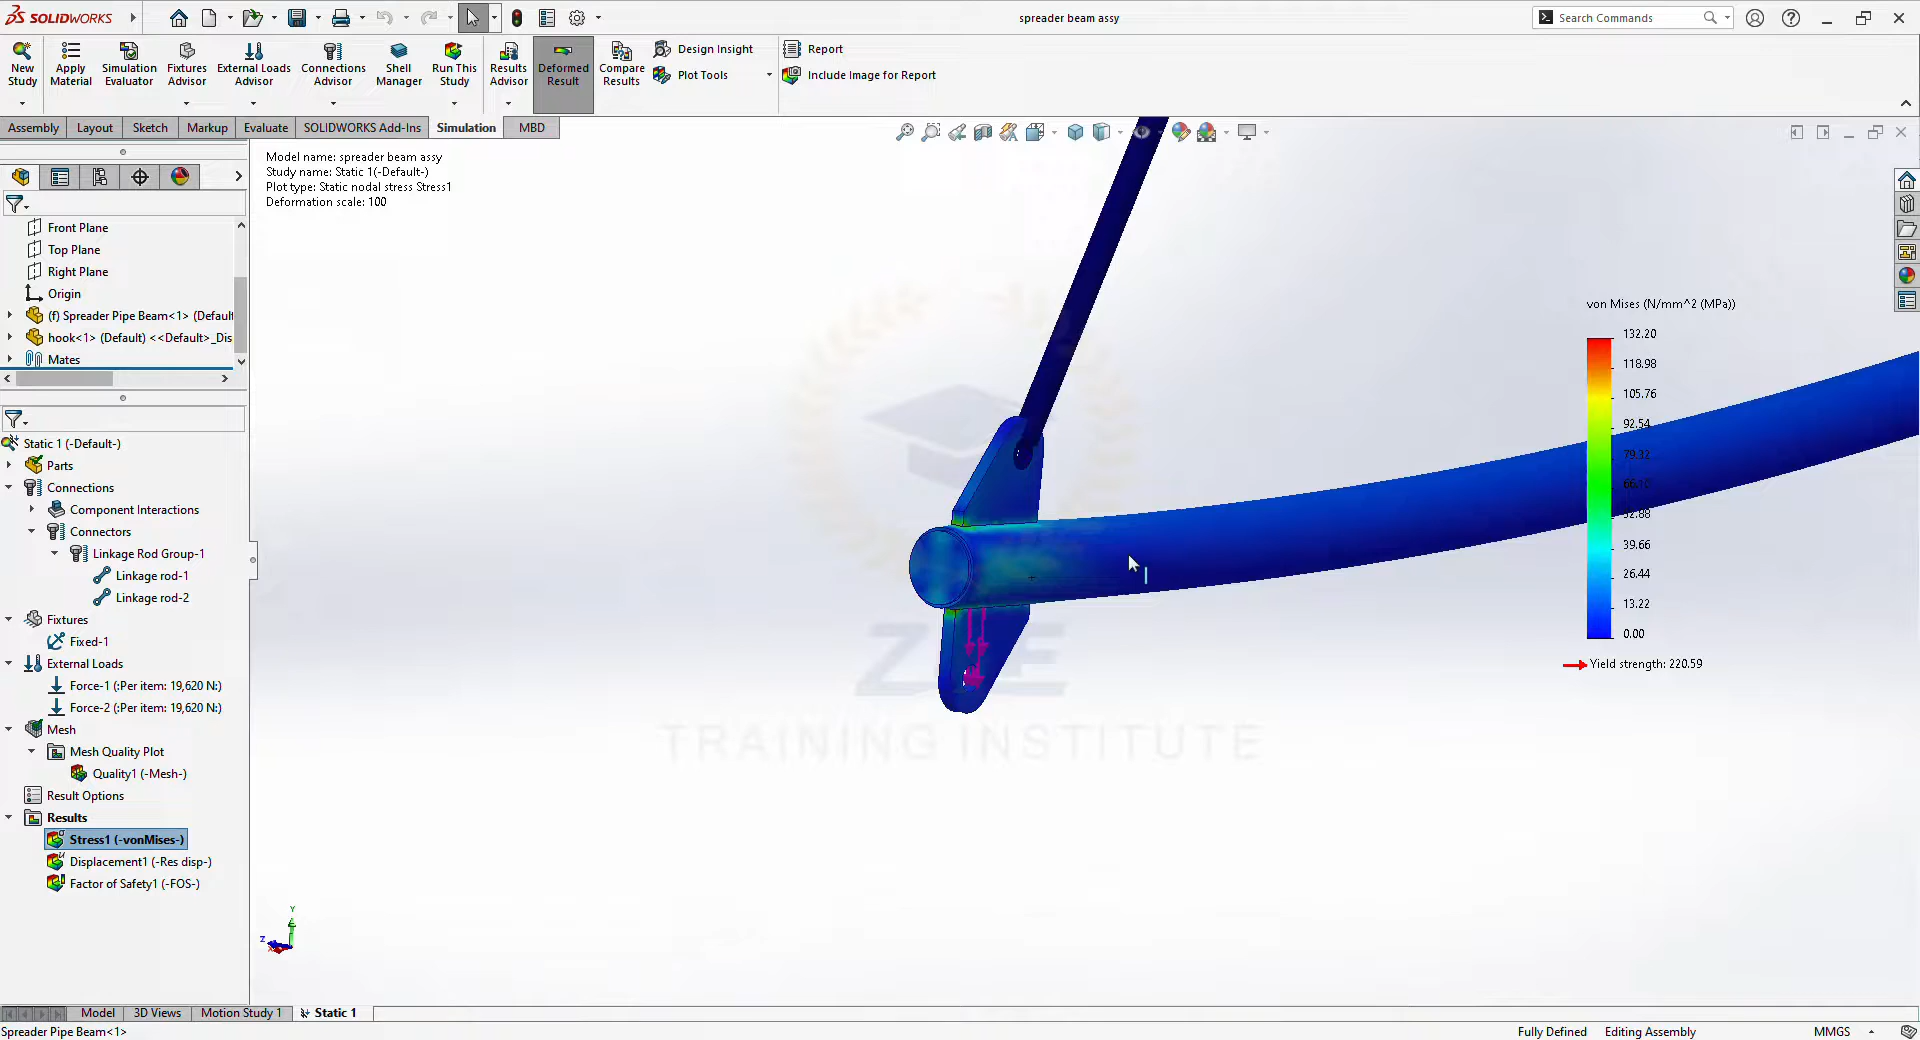 SOLIDWORKS
spreader beam assy
Search Commands
New Study
Apply Material
Simulation Evaluator
Fixtures Advisor
External Loads Advisor
Connections Advisor
Shell Manager
Run This Study
Results Advisor
Deformed Result
Compare Results
Design Insight
Plot Tools
Report
Include Image for Report
Assembly
Layout
Sketch
Markup
Evaluate
SOLIDWORKS Add-Ins
Simulation
MBD
Model name: spreader beam assy
Study name: Static 1(-Default-)
Plot type: Static nodal stress Stress1
Deformation scale: 100
Front Plane
Top Plane
Right Plane
Origin
(f) Spreader Pipe Beam<1> (Default
hook<1> (Default) <<Default>_Dis
Mates
Static 1 (-Default-)
Parts
Connections
Component Interactions
Connectors
Linkage Rod Group-1
Linkage rod-1
Linkage rod-2
Fixtures
Fixed-1
External Loads
Force-1 (:Per item: 19,620 N:)
Force-2 (:Per item: 19,620 N:)
Mesh
Mesh Quality Plot
Quality1 (-Mesh-)
Result Options
Results
Stress1 (-vonMises-)
Displacement1 (-Res disp-)
Factor of Safety1 (-FOS-)
von Mises (N/mm^2 (MPa))
132.20
118.98
105.76
92.54
79.32
66.10
52.88
39.66
26.44
13.22
0.00
Yield strength: 220.59
TRAINING INSTITUTE
Y
Z
X
Model
3D Views
Motion Study 1
Static 1
Spreader Pipe Beam<1>
Fully Defined
Editing Assembly
MMGS